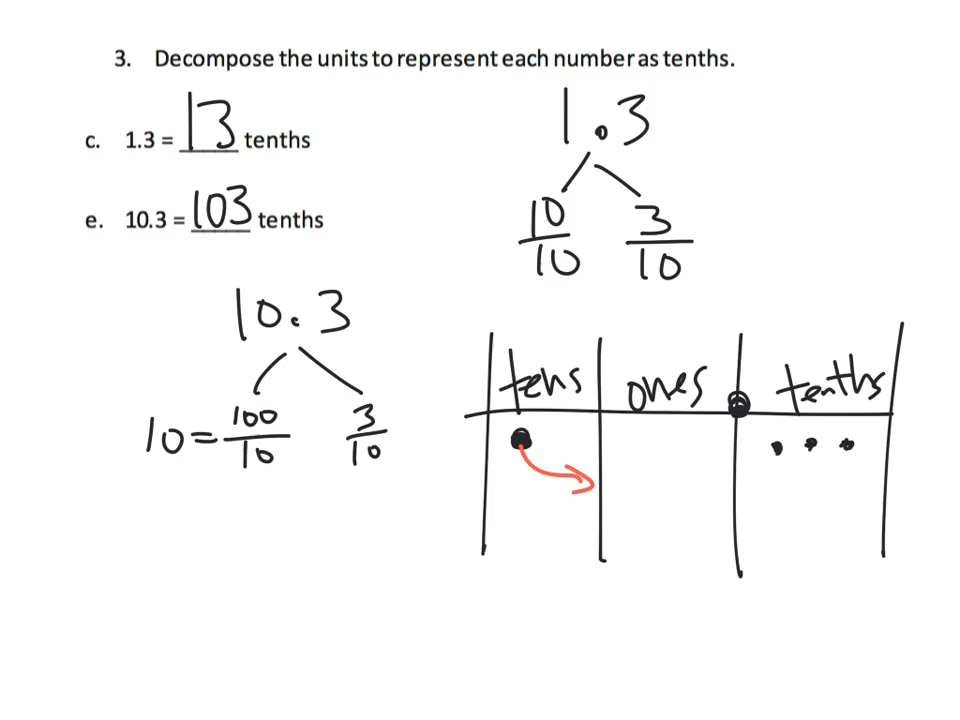 3. Decompose the units to represent each number as tenths.
c. 1.3 = 13 tenths
1.3
10/10 3/10
e. 10.3 = 103 tenths
10.3
10 = 100/10 3/10
tens ones . tenths